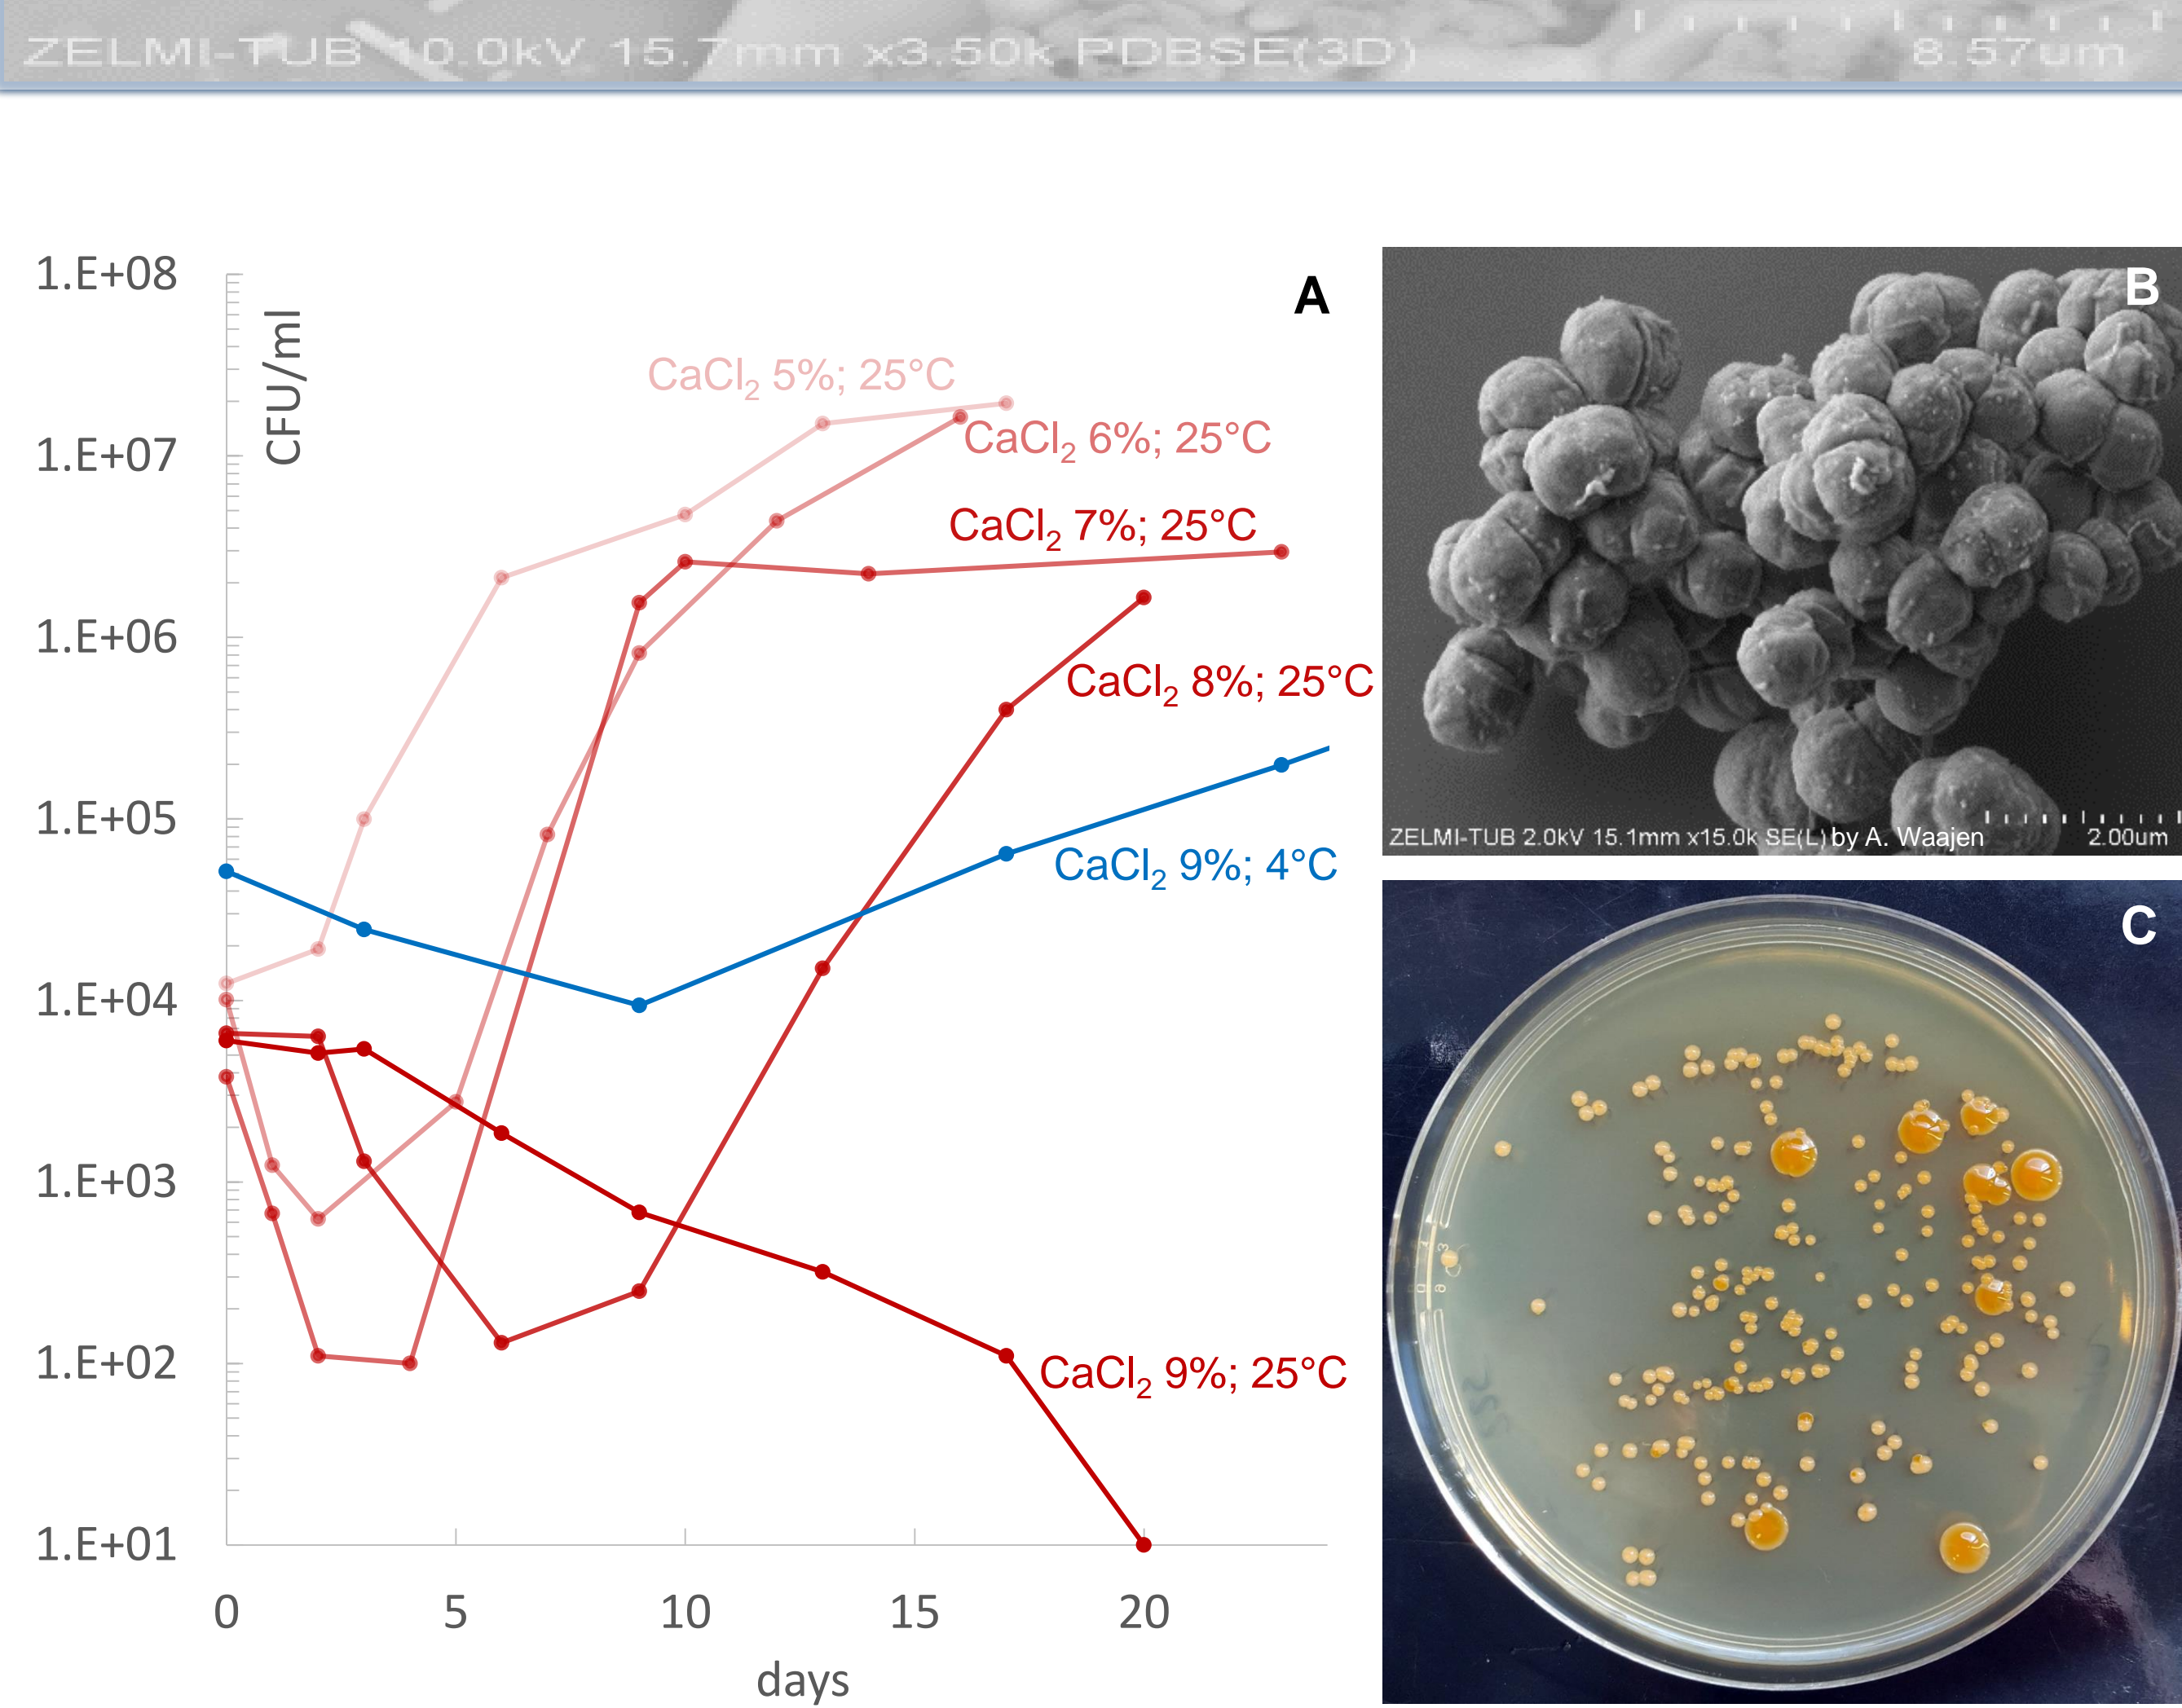 ZELMI-TUB 10.0kV 15.7mm x3.50k PDBSE(3D) 8.57um
1.E+08
1.E+07
1.E+06
1.E+05
1.E+04
1.E+03
1.E+02
1.E+01
CFU/ml
A
CaCl₂ 5%; 25°C
CaCl₂ 6%; 25°C
CaCl₂ 7%; 25°C
CaCl₂ 8%; 25°C
CaCl₂ 9%; 4°C
CaCl₂ 9%; 25°C
0 5 10 15 20
days
B
ZELMI-TUB 2.0kV 15.1mm x15.0k SE(L) by A. Waajen 2.00um
C